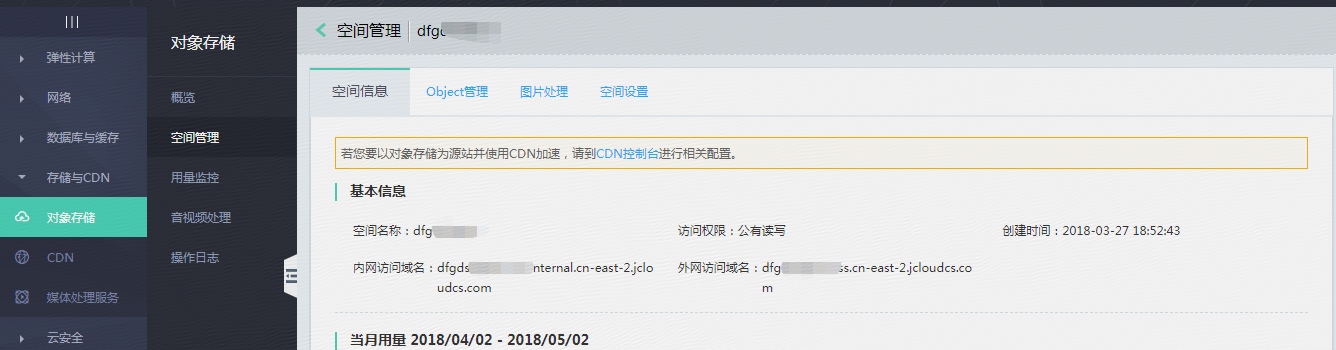 弹性计算
网络
数据库与缓存
存储与CDN
对象存储
CDN
媒体处理服务
云安全
对象存储
概览
空间管理
用量监控
音视频处理
操作日志
空间管理 dfgd
空间信息 Object管理 图片处理 空间设置
若您要以对象存储为源站并使用CDN加速，请到CDN控制台进行相关配置。
基本信息
空间名称：dfg 访问权限：公有读写 创建时间：2018-03-27 18:52:43
内网访问域名：dfgds nternal.cn-east-2.jclo 外网访问域名：dfg ss.cn-east-2.jcloudcs.co
udcs.com m
当月用量 2018/04/02 - 2018/05/02